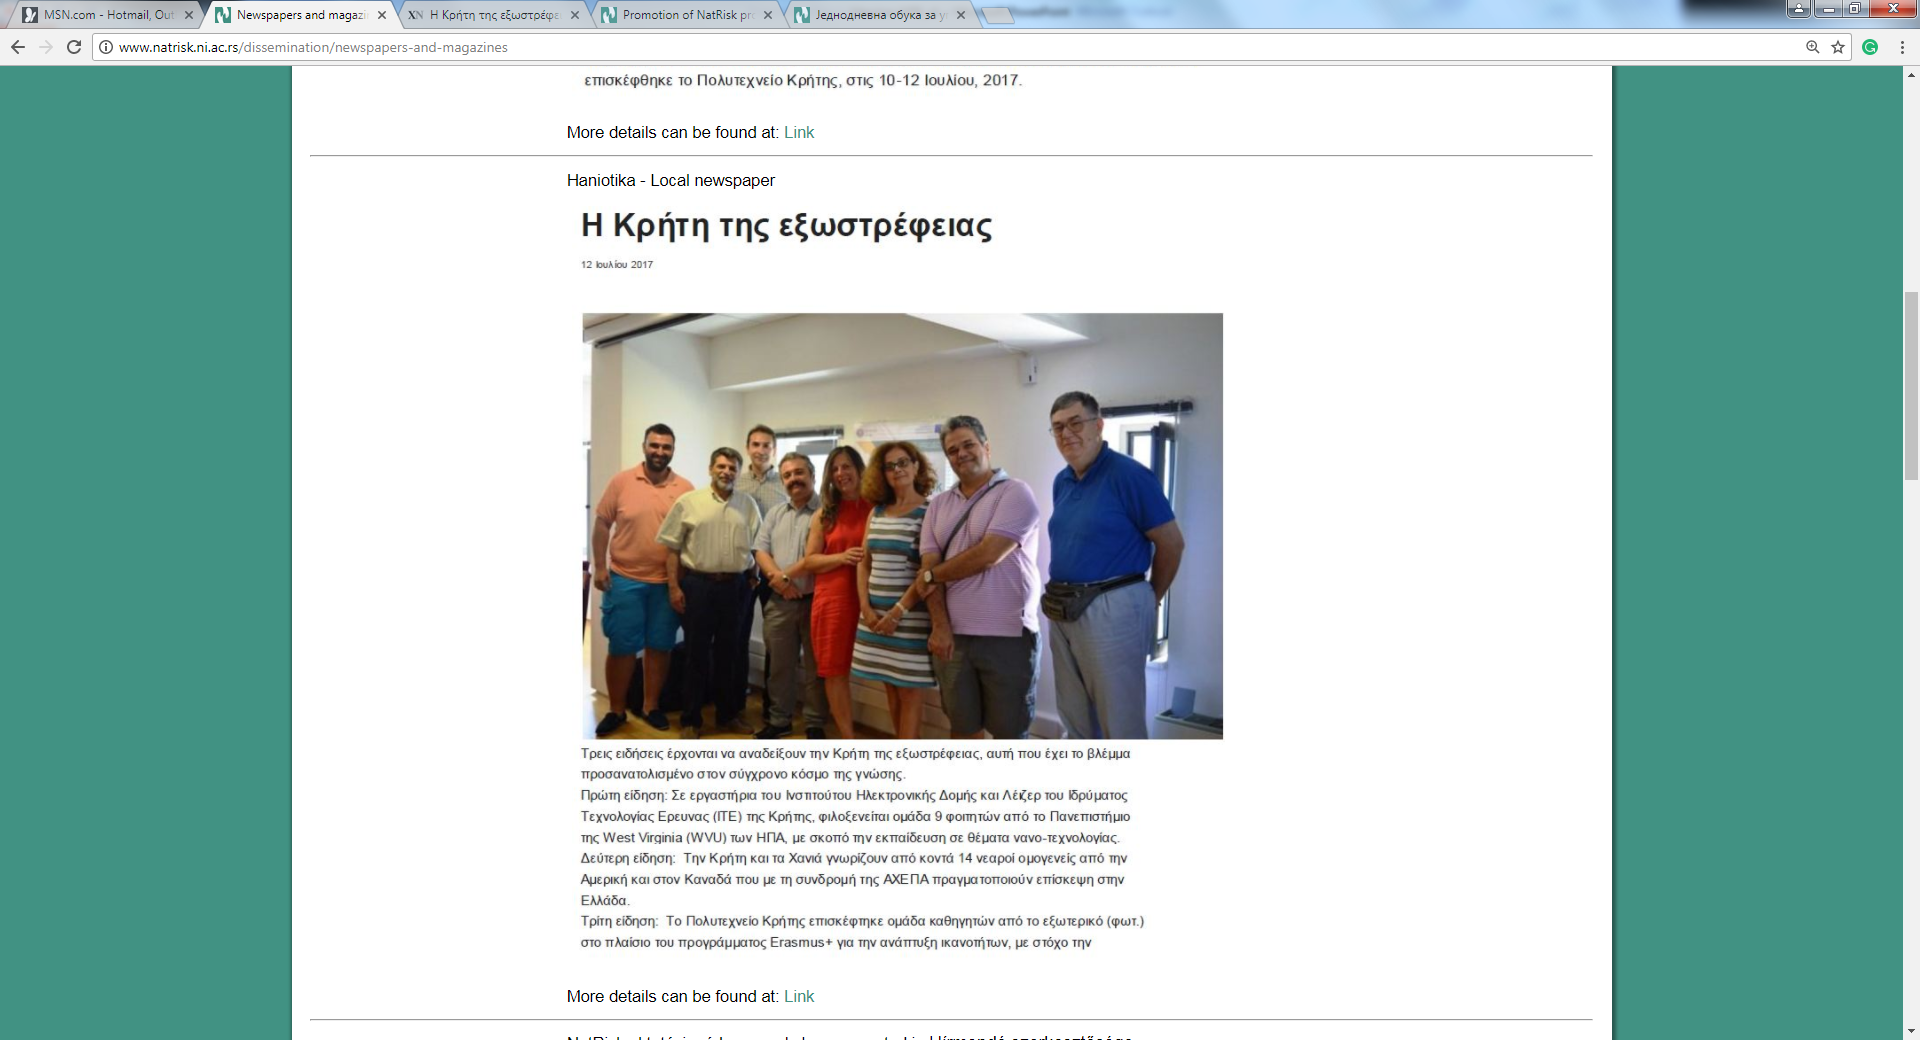 MSN.com - Hotmail, Out
Newspapers and magazi
Η Κρήτη της εξωστρέφε
Promotion of NatRisk pr
Једнодневна обука за у
www.natrisk.ni.ac.rs/dissemination/newspapers-and-magazines
επισκέφθηκε το Πολυτεχνείο Κρήτης, στις 10-12 Ιουλίου, 2017.
More details can be found at: Link
Haniotika - Local newspaper
Η Κρήτη της εξωστρέφειας
12 Ιουλίου 2017
Τρεις ειδήσεις έρχονται να αναδείξουν την Κρήτη της εξωστρέφειας, αυτή που έχει το βλέμμα
προσανατολισμένο στον σύγχρονο κόσμο της γνώσης.
Πρώτη είδηση: Σε εργαστήρια του Ινστιτούτου Ηλεκτρονικής Δομής και Λέιζερ του Ιδρύματος
Τεχνολογίας Ερευνας (ΙΤΕ) της Κρήτης, φιλοξενείται ομάδα 9 φοιτητών από το Πανεπιστήμιο
της West Virginia (WVU) των ΗΠΑ, με σκοπό την εκπαίδευση σε θέματα νανο-τεχνολογίας.
Δεύτερη είδηση: Την Κρήτη και τα Χανιά γνωρίζουν από κοντά 14 νεαροί ομογενείς από την
Αμερική και στον Καναδά που με τη συνδρομή της ΑΧΕΠΑ πραγματοποιούν επίσκεψη στην
Ελλάδα.
Τρίτη είδηση: Το Πολυτεχνείο Κρήτης επισκέφτηκε ομάδα καθηγητών από το εξωτερικό (φωτ.)
στο πλαίσιο του προγράμματος Erasmus+ για την ανάπτυξη ικανοτήτων, με στόχο την
More details can be found at: Link